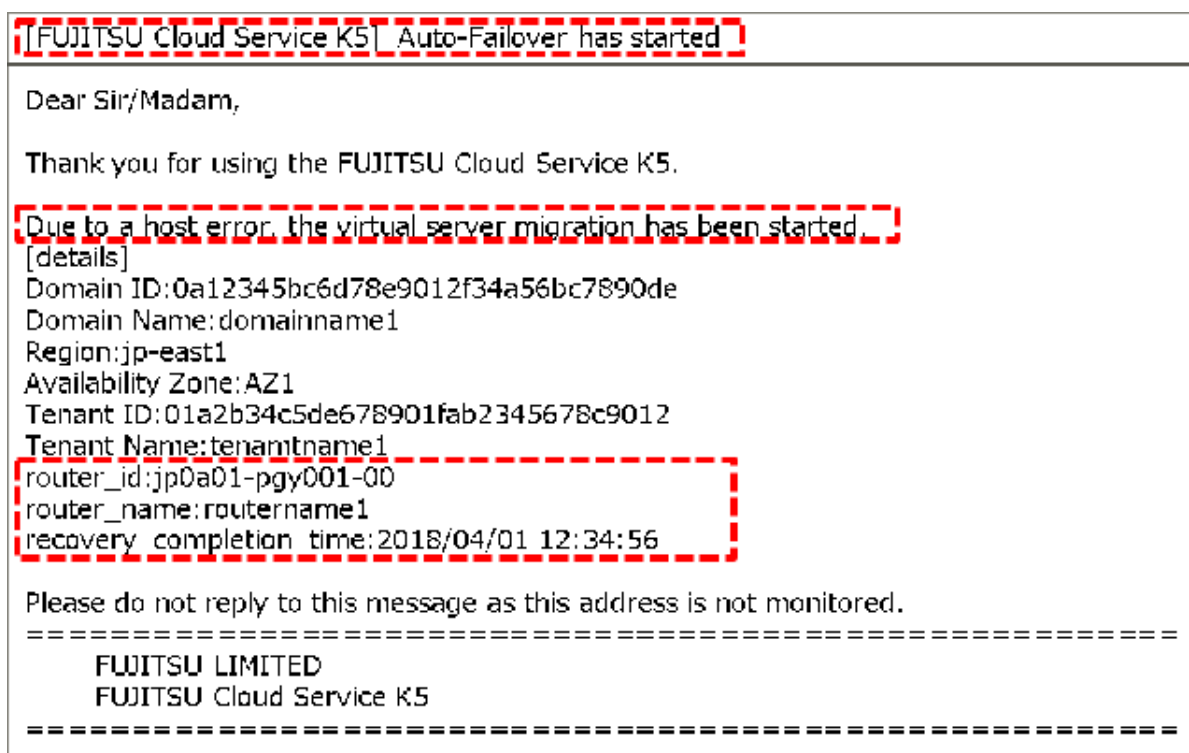 [FUJITSU Cloud Service K5] Auto-Failover has started
Dear Sir/Madam,
Thank you for using the FUJITSU Cloud Service K5.
Due to a host error, the virtual server migration has been started.
[details]
Domain ID:0a12345bc6d78e9012f34a56bc7890de
Domain Name:domainname1
Region:jp-east1
Availability Zone:AZ1
Tenant ID:01a2b34c5de678901fab2345678c9012
Tenant Name:tenamtname1
router_id:jp0a01-pgy001-00
router_name:routername1
recovery_completion_time:2018/04/01 12:34:56
Please do not reply to this message as this address is not monitored.
======================================================
FUJITSU LIMITED
FUJITSU Cloud Service K5
======================================================